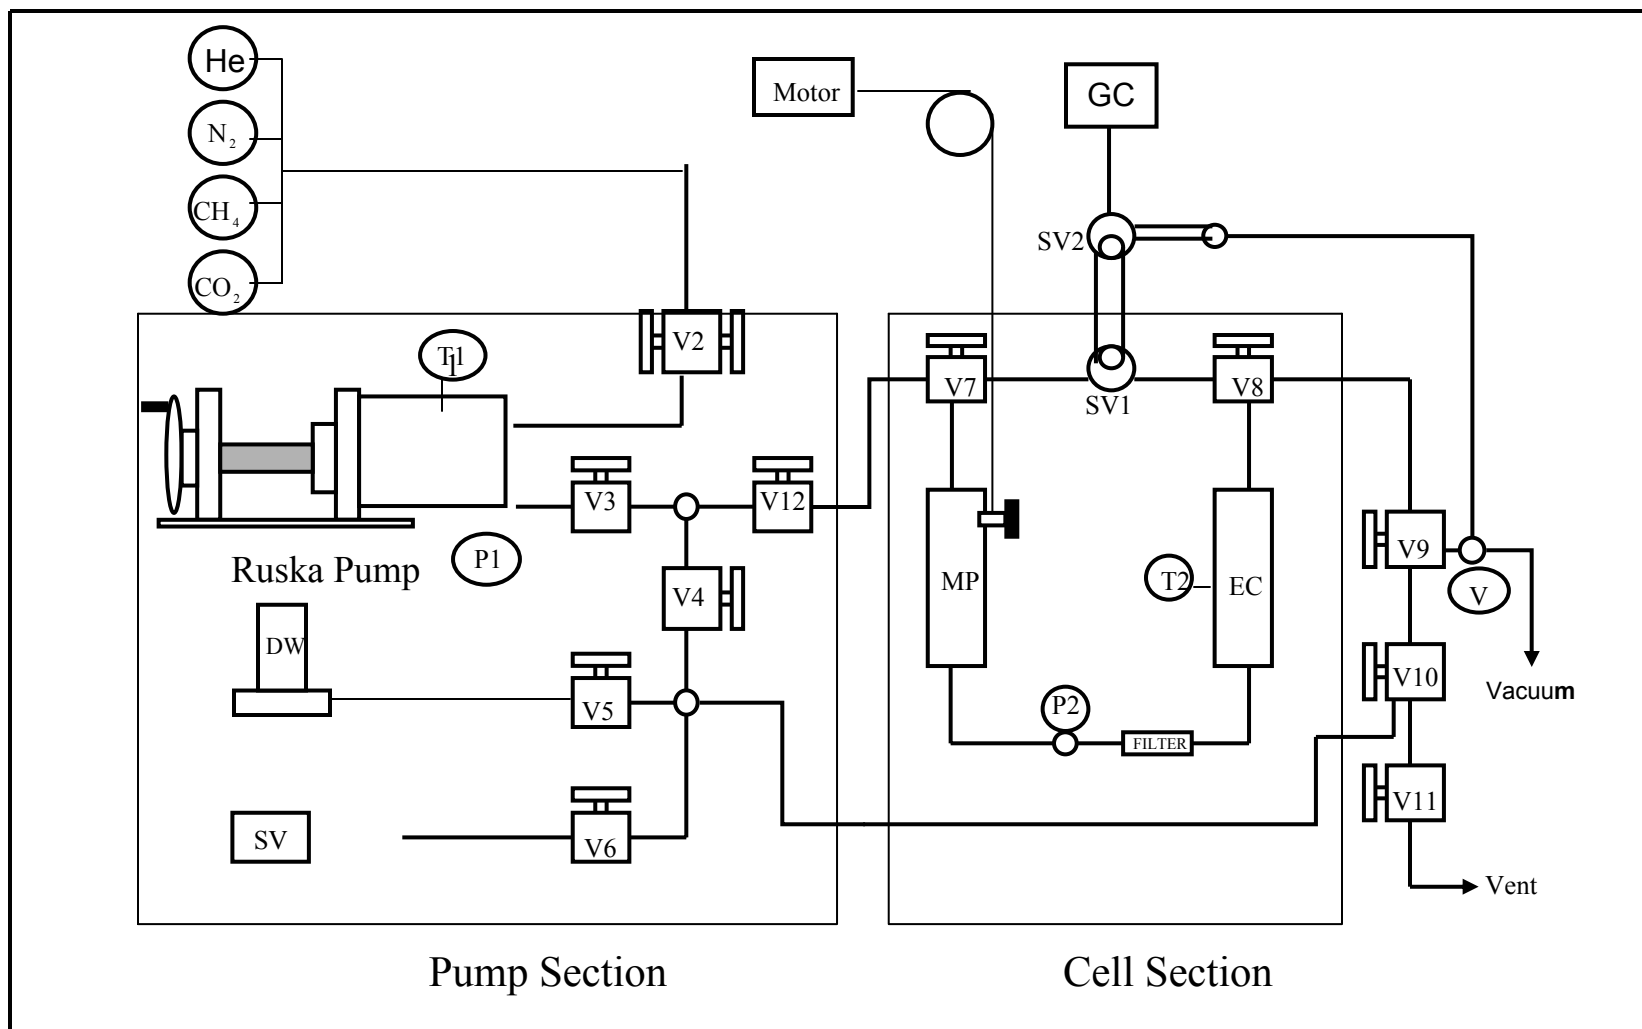 He
N₂
CH₄
CO₂
Motor
GC
SV2
V2
T1
1
V7
SV1
V8
V3
V12
Ruska Pump
P1
V4
MP
T2
EC
V9
V
DW
V5
P2
V10
Vacuum
FILTER
V11
SV
V6
Vent
Pump Section
Cell Section